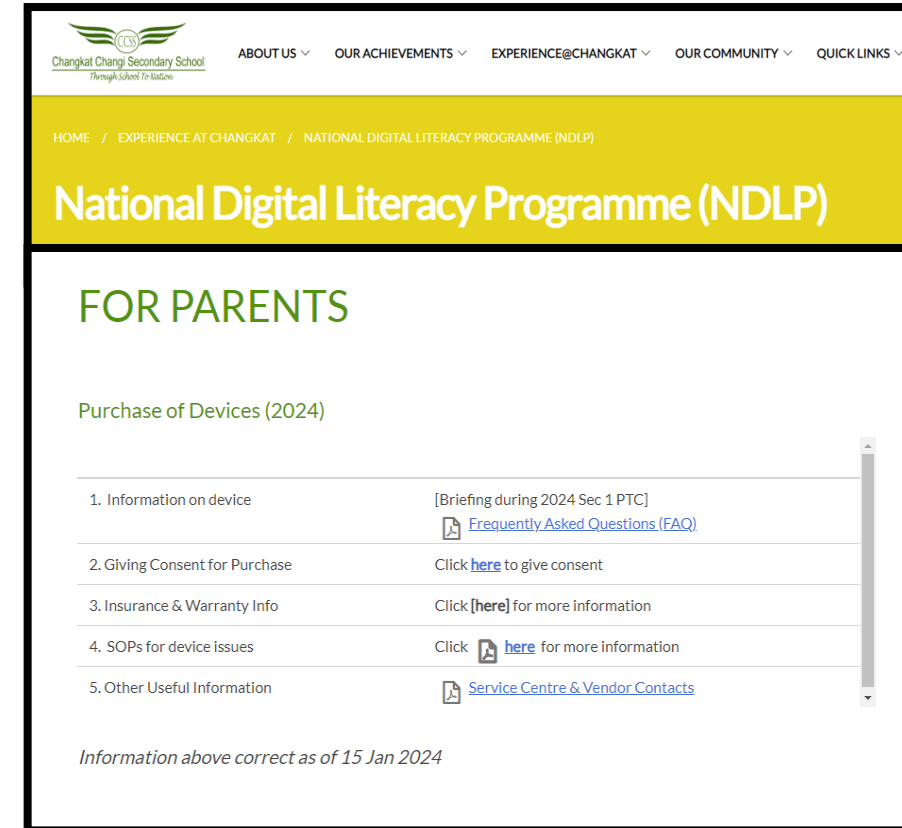 CCSS
Changkat Changi Secondary School
Through School To Nation
ABOUT US
OUR ACHIEVEMENTS
EXPERIENCE@CHANGKAT
OUR COMMUNITY
QUICK LINKS
HOME / EXPERIENCE AT CHANGKAT / NATIONAL DIGITAL LITERACY PROGRAMME (NDLP)
National Digital Literacy Programme (NDLP)
FOR PARENTS
Purchase of Devices (2024)
1. Information on device
[Briefing during 2024 Sec 1 PTC]
Frequently Asked Questions (FAQ)
2. Giving Consent for Purchase
Click here to give consent
3. Insurance & Warranty Info
Click [here] for more information
4. SOPs for device issues
Click here for more information
5. Other Useful Information
Service Centre & Vendor Contacts
Information above correct as of 15 Jan 2024